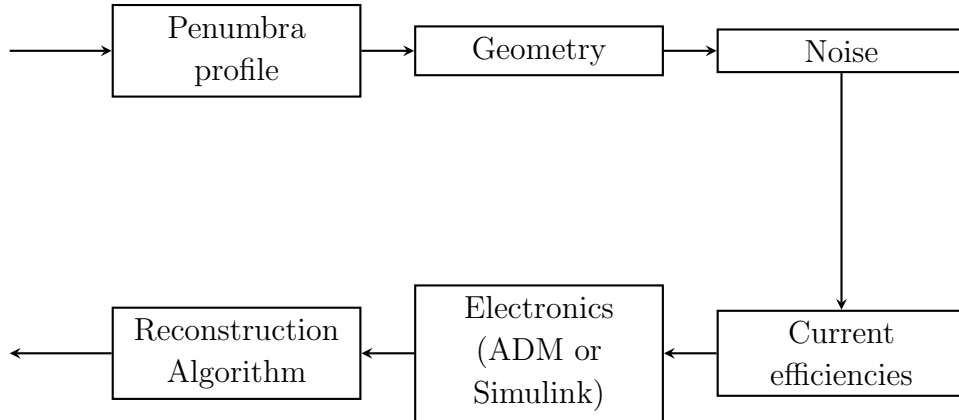 Penumbra
profile
Geometry
Noise
Current
efficiencies
Electronics
(ADM or
Simulink)
Reconstruction
Algorithm